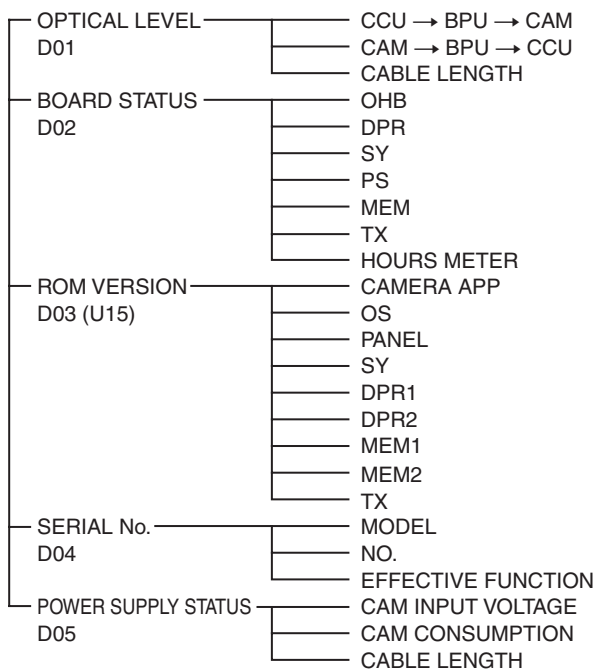 OPTICAL LEVEL
D01
CCU → BPU → CAM
CAM → BPU → CCU
CABLE LENGTH
BOARD STATUS
D02
OHB
DPR
SY
PS
MEM
TX
HOURS METER
ROM VERSION
D03 (U15)
CAMERA APP
OS
PANEL
SY
DPR1
DPR2
MEM1
MEM2
TX
SERIAL No.
D04
MODEL
NO.
EFFECTIVE FUNCTION
POWER SUPPLY STATUS
D05
CAM INPUT VOLTAGE
CAM CONSUMPTION
CABLE LENGTH